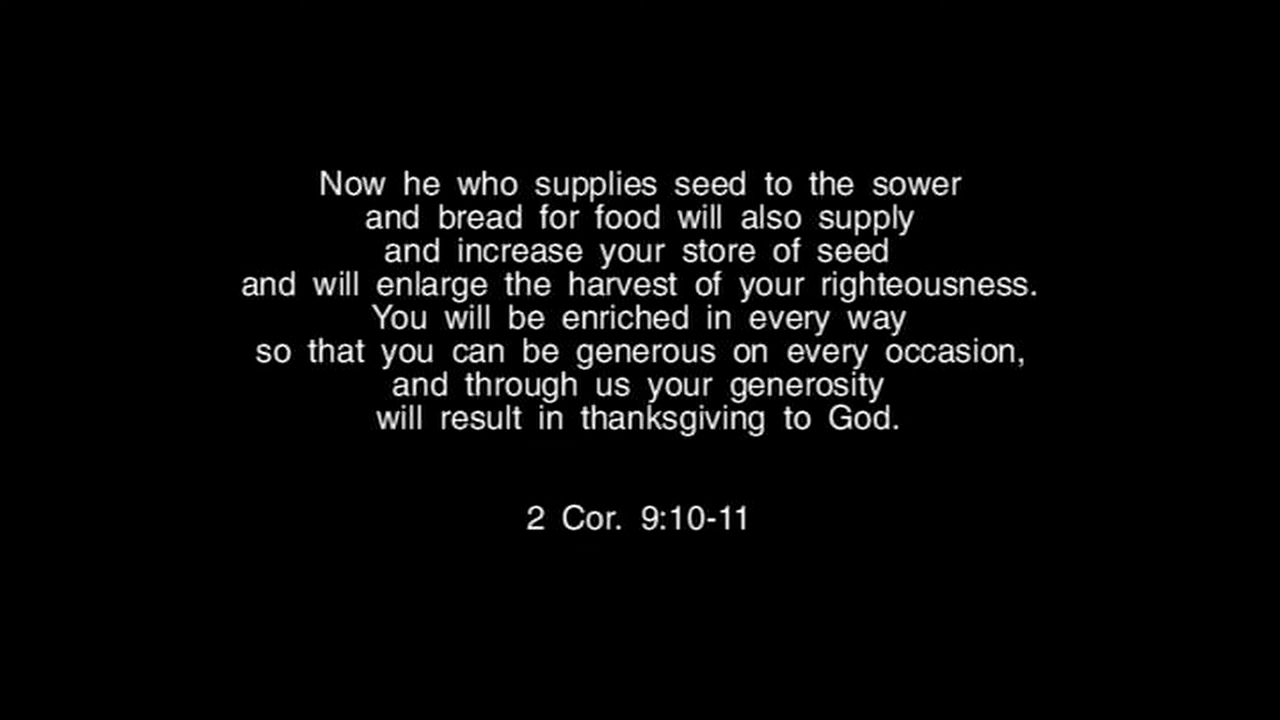 Now he who supplies seed to the sower
and bread for food will also supply
and increase your store of seed
and will enlarge the harvest of your righteousness.
You will be enriched in every way
so that you can be generous on every occasion,
and through us your generosity
will result in thanksgiving to God.
2 Cor. 9:10-11